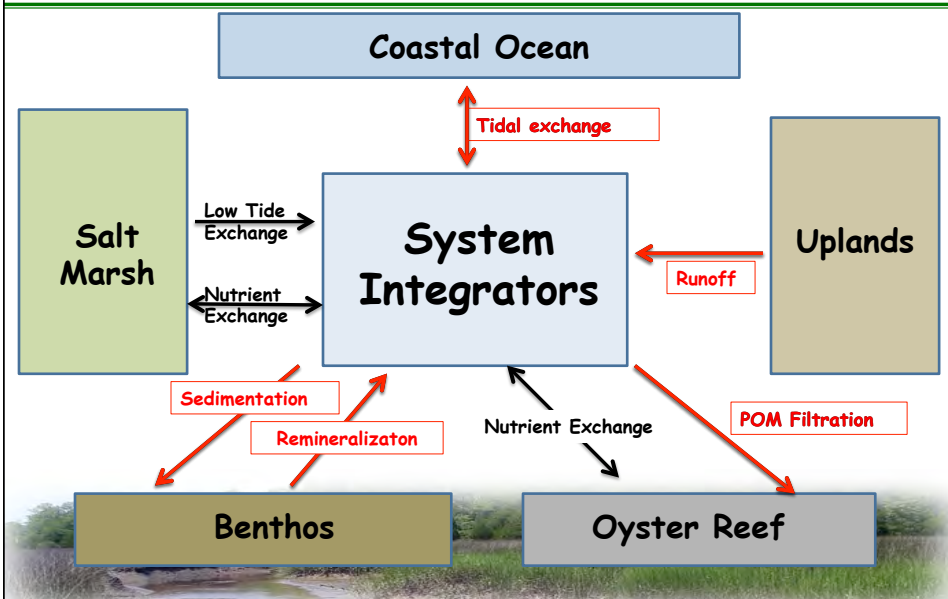 Coastal Ocean
Tidal exchange
Salt
Marsh
Low Tide
Exchange
Nutrient
Exchange
System
Integrators
Uplands
Runoff
Sedimentation
Remineralizaton
Nutrient Exchange
POM Filtration
Benthos
Oyster Reef